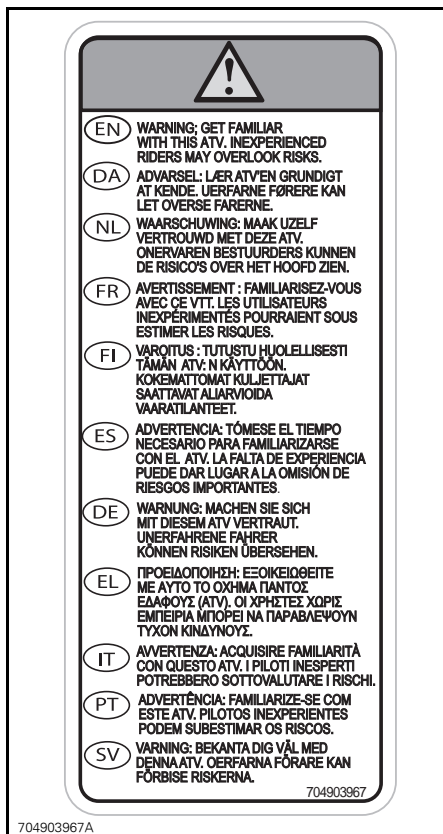 EN WARNING; GET FAMILIAR
WITH THIS ATV. INEXPERIENCED
RIDERS MAY OVERLOOK RISKS.
DA ADVARSEL: LÆR ATV'EN GRUNDIGT
AT KENDE. UERFARNE FØRERE KAN
LET OVERSE FARERNE.
NL WAARSCHUWING: MAAK UZELF
VERTROUWD MET DEZE ATV.
ONERVAREN BESTUURDERS KUNNEN
DE RISICO'S OVER HET HOOFD ZIEN.
FR AVERTISSEMENT : FAMILIARISEZ-VOUS
AVEC CE VTT. LES UTILISATEURS
INEXPÉRIMENTÉS POURRAIENT SOUS
ESTIMER LES RISQUES.
FI VAROITUS : TUTUSTU HUOLELLISESTI
TÄMÄN ATV: N KÄYTTÖÖN.
KOKEMATTOMAT KULJETTAJAT
SAATTAVAT ALIARVIOIDA
VAARATILANTEET.
ES ADVERTENCIA: TÓMESE EL TIEMPO
NECESARIO PARA FAMILIARIZARSE
CON EL ATV. LA FALTA DE EXPERIENCIA
PUEDE DAR LUGAR A LA OMISIÓN DE
RIESGOS IMPORTANTES.
DE WARNUNG: MACHEN SIE SICH
MIT DIESEM ATV VERTRAUT.
UNERFAHRENE FAHRER
KÖNNEN RISIKEN ÜBERSEHEN.
EL ΠΡΟΕΙΔΟΠΟΙΗΣΗ: ΕΞΟΙΚΕΙΩΘΕΙΤΕ
ΜΕ ΑΥΤΟ ΤΟ ΟΧΗΜΑ ΠΑΝΤΟΣ
ΕΔΑΦΟΥΣ (ATV). ΟΙ ΧΡΗΣΤΕΣ ΧΩΡΙΣ
ΕΜΠΕΙΡΙΑ ΜΠΟΡΕΙ ΝΑ ΠΑΡΑΒΛΕΨΟΥΝ
ΤΥΧΟΝ ΚΙΝΔΥΝΟΥΣ.
IT AVVERTENZA: ACQUISIRE FAMILIARITÀ
CON QUESTO ATV. I PILOTI INESPERTI
POTREBBERO SOTTOVALUTARE I RISCHI.
PT ADVERTÊNCIA: FAMILIARIZE-SE COM
ESTE ATV. PILOTOS INEXPERIENTES
PODEM SUBESTIMAR OS RISCOS.
SV VARNING: BEKANTA DIG VÄL MED
DENNA ATV. OERFARNA FÖRARE KAN
FÖRBISE RISKERNA.
704903967
704903967A